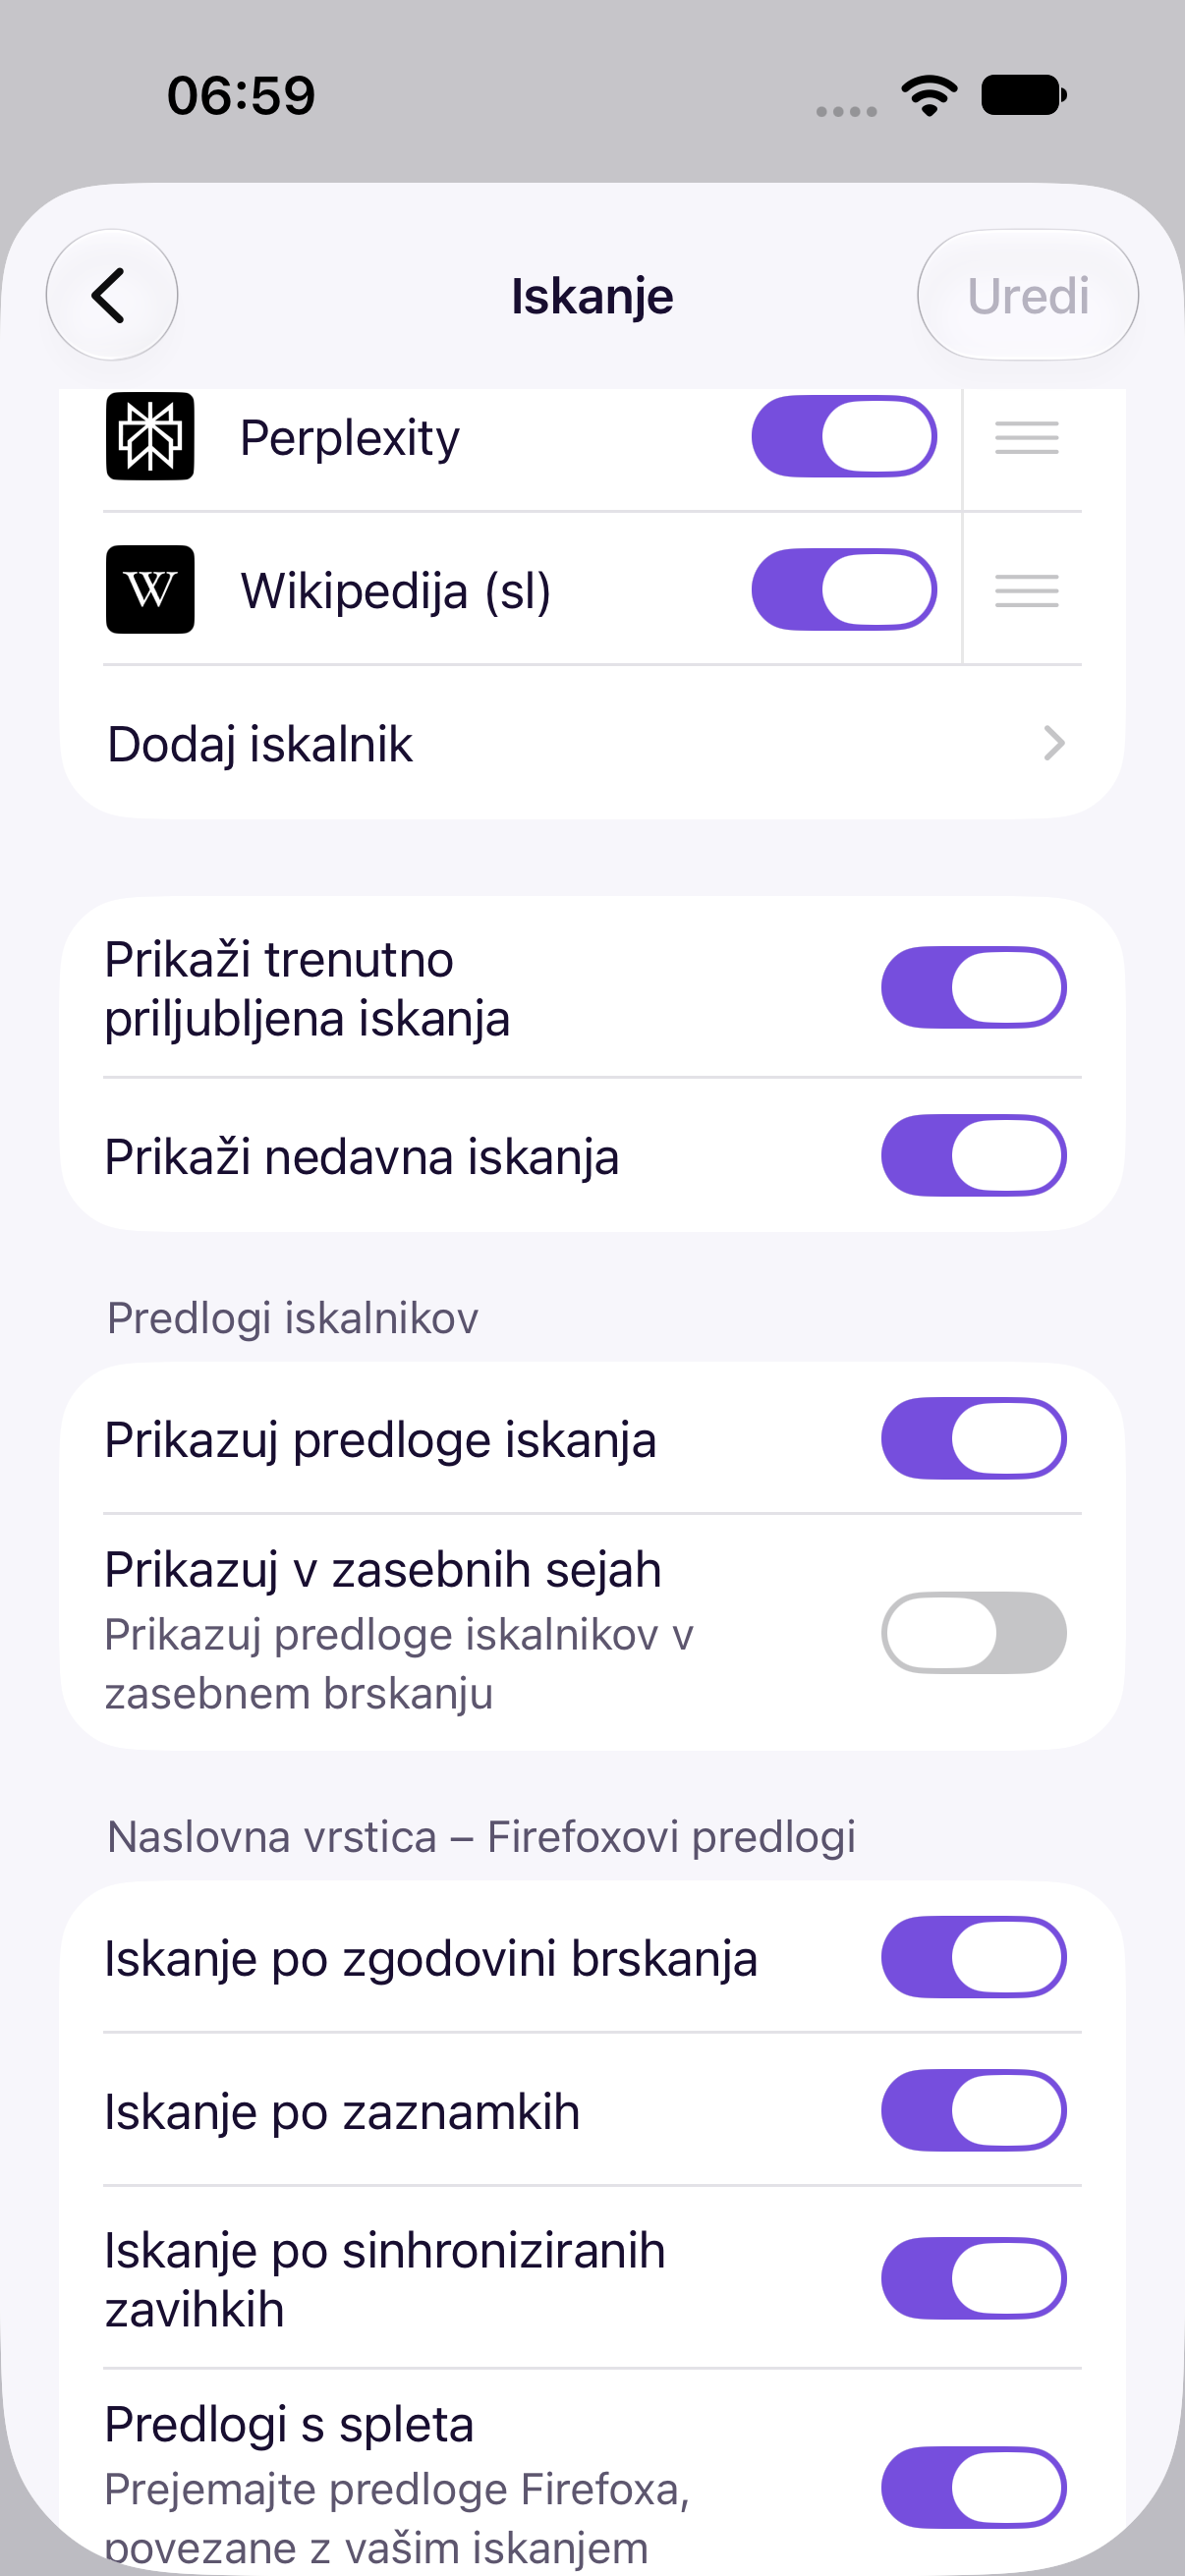 06:59
Iskanje
Uredi
Perplexity
W
Wikipedija (sl)
Dodaj iskalnik
Prikaži trenutno
priljubljena iskanja
Prikaži nedavna iskanja
Predlogi iskalnikov
Prikazuj predloge iskanja
Prikazuj v zasebnih sejah
Prikazuj predloge iskalnikov v
zasebnem brskanju
Naslovna vrstica – Firefoxovi predlogi
Iskanje po zgodovini brskanja
Iskanje po zaznamkih
Iskanje po sinhroniziranih
zavihkih
Predlogi s spleta
Prejemajte predloge Firefoxa,
povezane z vašim iskanjem